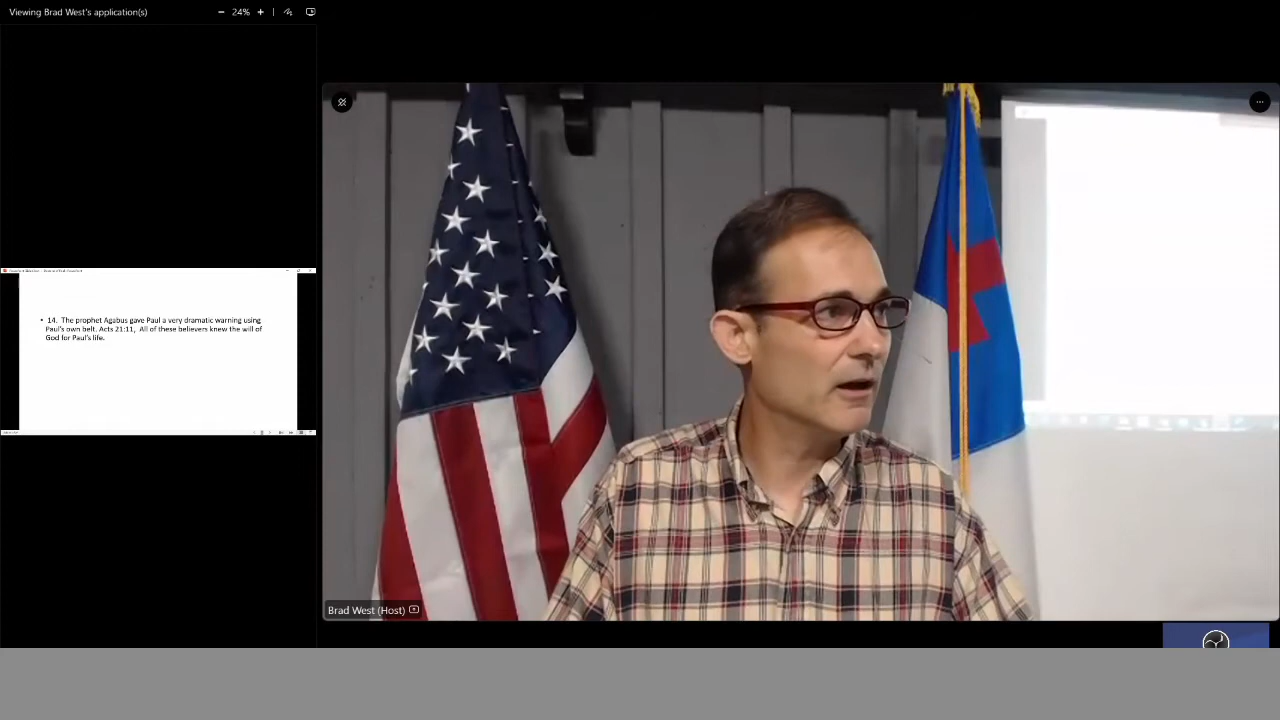 Viewing Brad West's application(s)
24%
• 14. The prophet Agabus gave Paul a very dramatic warning using
Paul's own belt. Acts 21:11, All of these believers knew the will of
God for Paul's life.
Brad West (Host)